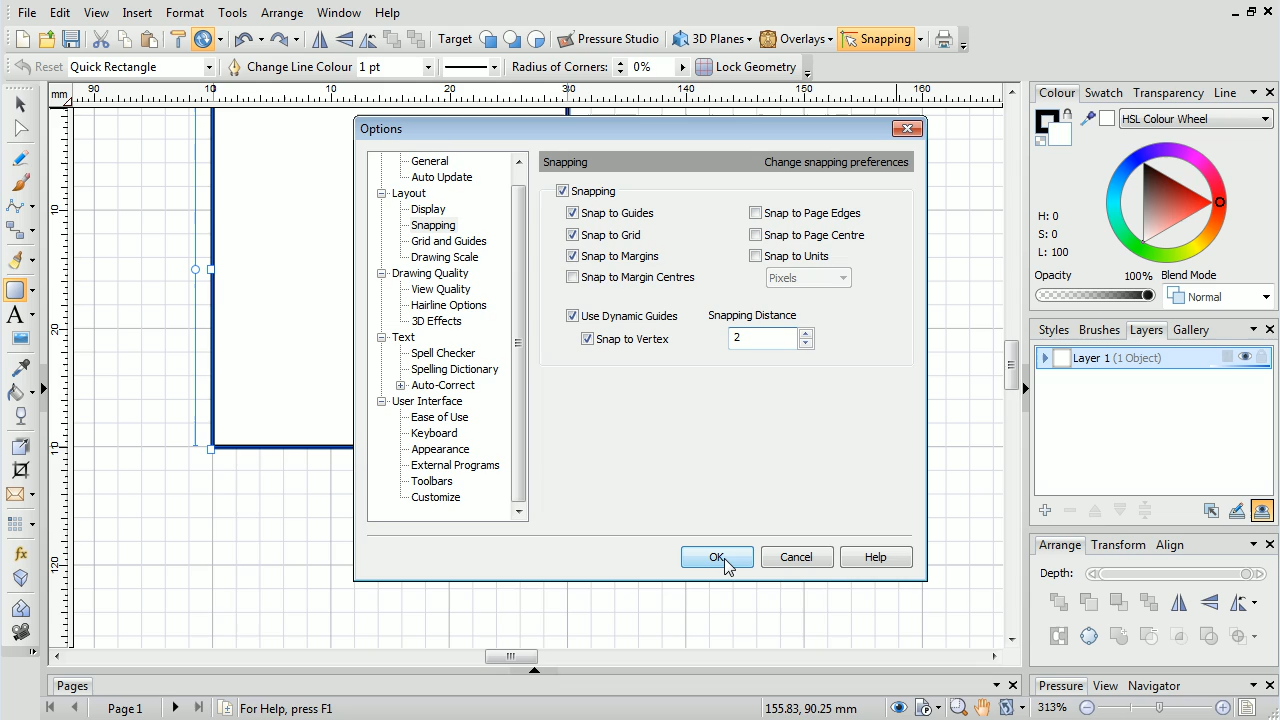 File Edit View Insert Format Tools Arrange Window Help
Target Pressure Studio 3D Planes Overlays Snapping
Reset Quick Rectangle Change Line Colour 1 pt Radius of Corners: 0% Lock Geometry
mm 90 10 20 30 140 150 160
10
20
120
Options
General
Auto Update
Layout
Display
Snapping
Grid and Guides
Drawing Scale
Drawing Quality
View Quality
Hairline Options
3D Effects
Text
Spell Checker
Spelling Dictionary
Auto-Correct
User Interface
Ease of Use
Keyboard
Appearance
External Programs
Toolbars
Customize
Snapping Change snapping preferences
Snapping
Snap to Guides Snap to Page Edges
Snap to Grid Snap to Page Centre
Snap to Margins Snap to Units
Snap to Margin Centres Pixels
Use Dynamic Guides Snapping Distance
Snap to Vertex 2
OK Cancel Help
Colour Swatch Transparency Line
HSL Colour Wheel
H: 0
S: 0
L: 100
Opacity 100% Blend Mode
Normal
Styles Brushes Layers Gallery
Layer 1 (1 Object)
Arrange Transform Align
Depth:
Pages
Pressure View Navigator
Page 1 For Help, press F1 155.83, 90.25 mm 313%